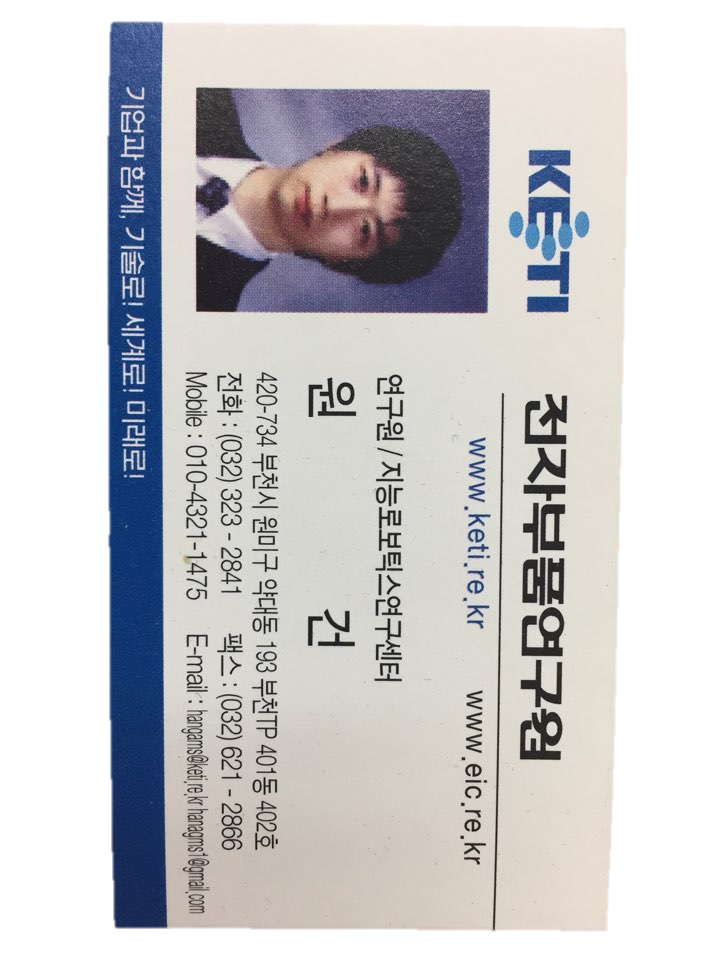 KETI
전자부품연구원
www.keti.re.kr www.eic.re.kr
연구원 / 지능로보틱스연구센터
원 건
420-734 부천시 원미구 약대동 193 부천TP 401동 402호
전화 : (032) 323 - 2841 팩스 : (032) 621 - 2866
Mobile : 010-4321-1475 E-mail : hangams@keti.re.kr hanagms1@gmail.com
기업과 함께, 기술로! 세계로! 미래로!